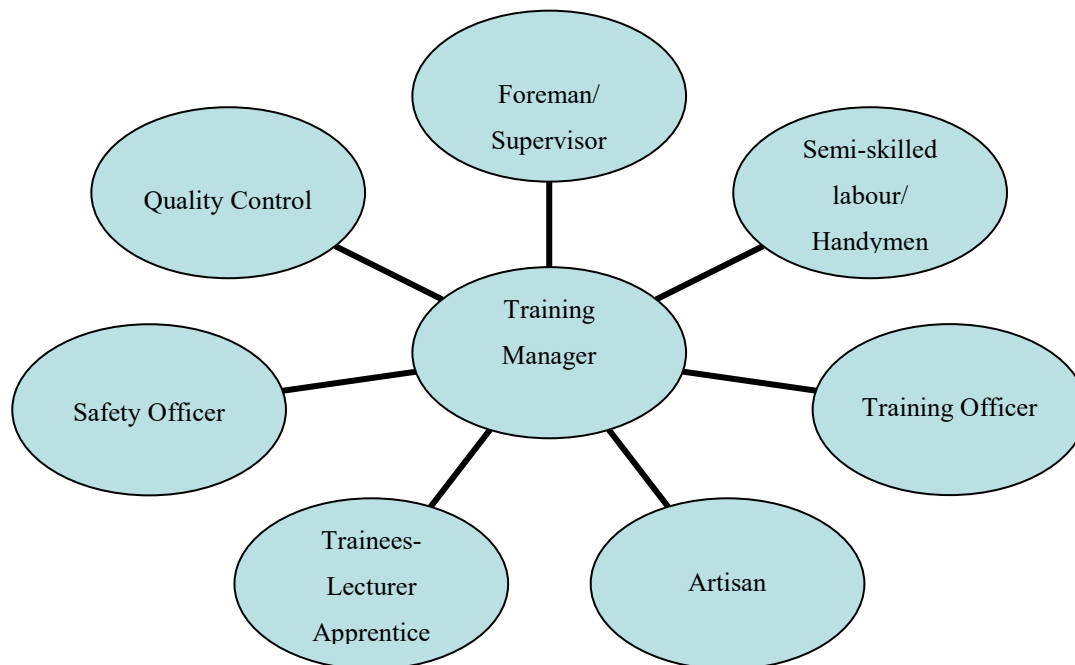 Foreman/
Supervisor
Semi-skilled
labour/
Handymen
Quality Control
Training
Manager
Safety Officer
Training Officer
Trainees-
Lecturer
Apprentice
Artisan